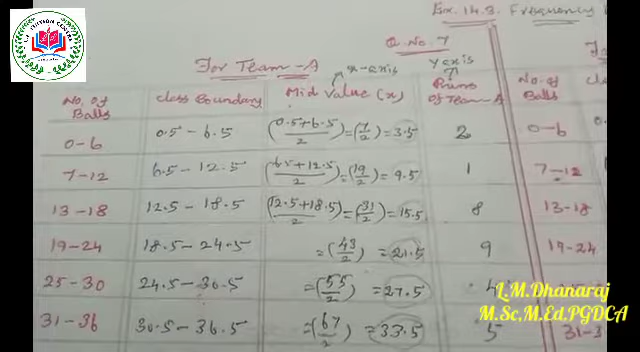 Ex. 14.3. Frequency
Q. No. 7
For Team-A
x-axis
y axis
No. of Balls
class Boundary
Mid value (x)
Runs of Team-A
No. of Balls
0-6
0.5-6.5
(0.5+6.5/2)=(7/2)=3.5
2
0-6
7-12
6.5-12.5
(6.5+12.5/2)=(19/2)=9.5
1
7-12
13-18
12.5-18.5
(12.5+18.5/2)=(31/2)=15.5
8
13-18
19-24
18.5-24.5
=(43/2)=21.5
9
19-24
25-30
24.5-30.5
=(55/2)=27.5
4
31-36
30.5-36.5
=(67/2)=33.5
5
31-3
L.M.Dhanaraj
M.Sc,M.Ed,PGDCA